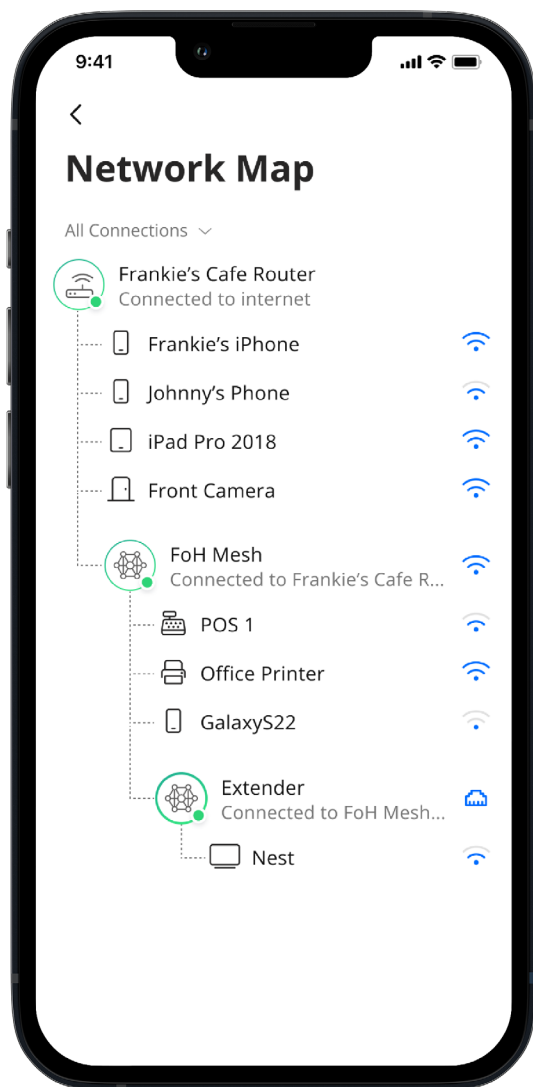 9:41
Network Map
All Connections
Frankie’s Cafe Router
Connected to internet
Frankie’s iPhone
Johnny’s Phone
iPad Pro 2018
Front Camera
FoH Mesh
Connected to Frankie’s Cafe R...
POS 1
Office Printer
GalaxyS22
Extender
Connected to FoH Mesh...
Nest